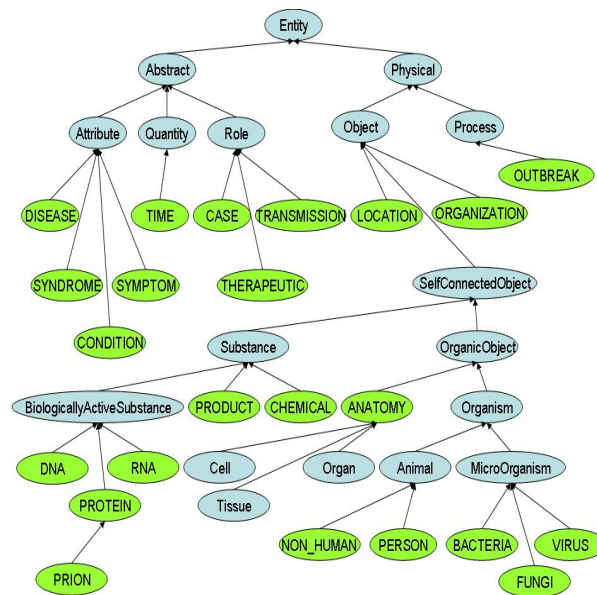 Entity
Abstract Physical
Attribute Quantity Role Object Process
OUTBREAK
DISEASE TIME CASE TRANSMISSION LOCATION ORGANIZATION
SYNDROME SYMPTOM THERAPEUTIC SelfConnectedObject
CONDITION Substance OrganicObject
BiologicallyActiveSubstance PRODUCT CHEMICAL ANATOMY Organism
DNA RNA Cell Organ Animal MicroOrganism
PROTEIN Tissue
NON_HUMAN PERSON BACTERIA VIRUS
PRION FUNGI